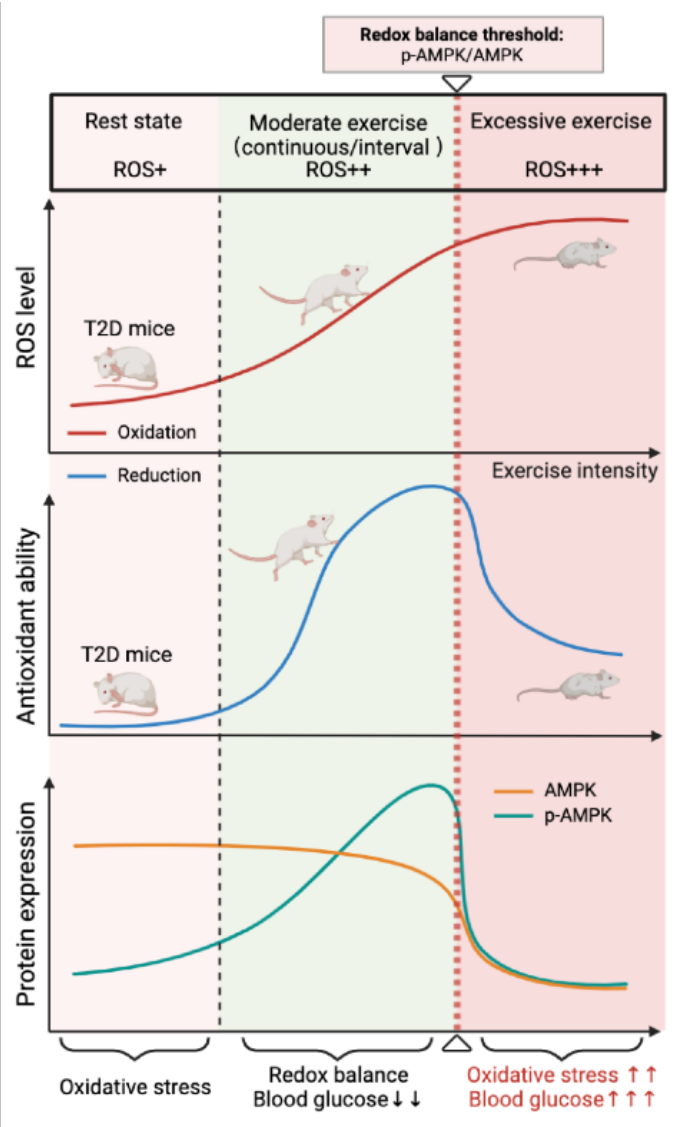 Redox balance threshold:
p-AMPK/AMPK
Rest state
ROS+
Moderate exercise
(continuous/interval )
ROS++
Excessive exercise
ROS+++
ROS level
T2D mice
Oxidation
Exercise intensity
Reduction
Antioxidant ability
T2D mice
Protein expression
AMPK
p-AMPK
Oxidative stress
Redox balance
Blood glucose↓↓
Oxidative stress ↑↑
Blood glucose↑↑↑